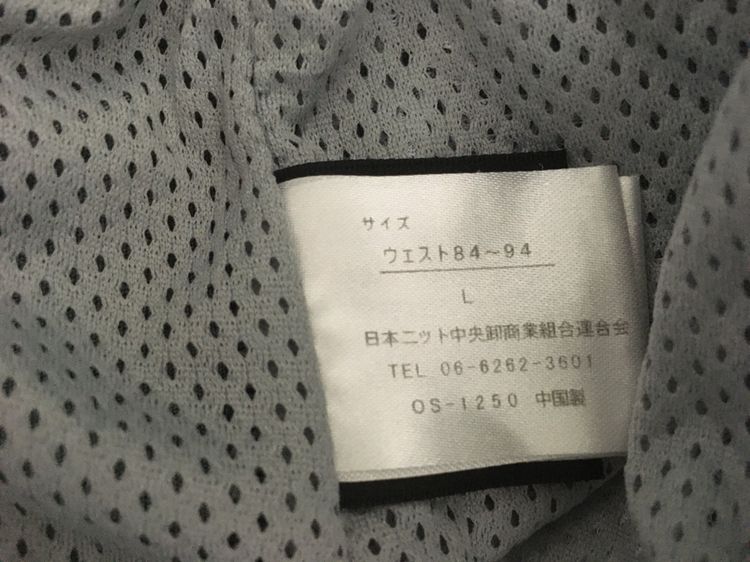 サイズ
ウェスト84~94
L
日本ニット中央卸商業組合連合会
TEL 06-6262-3601
OS-1250 中国製